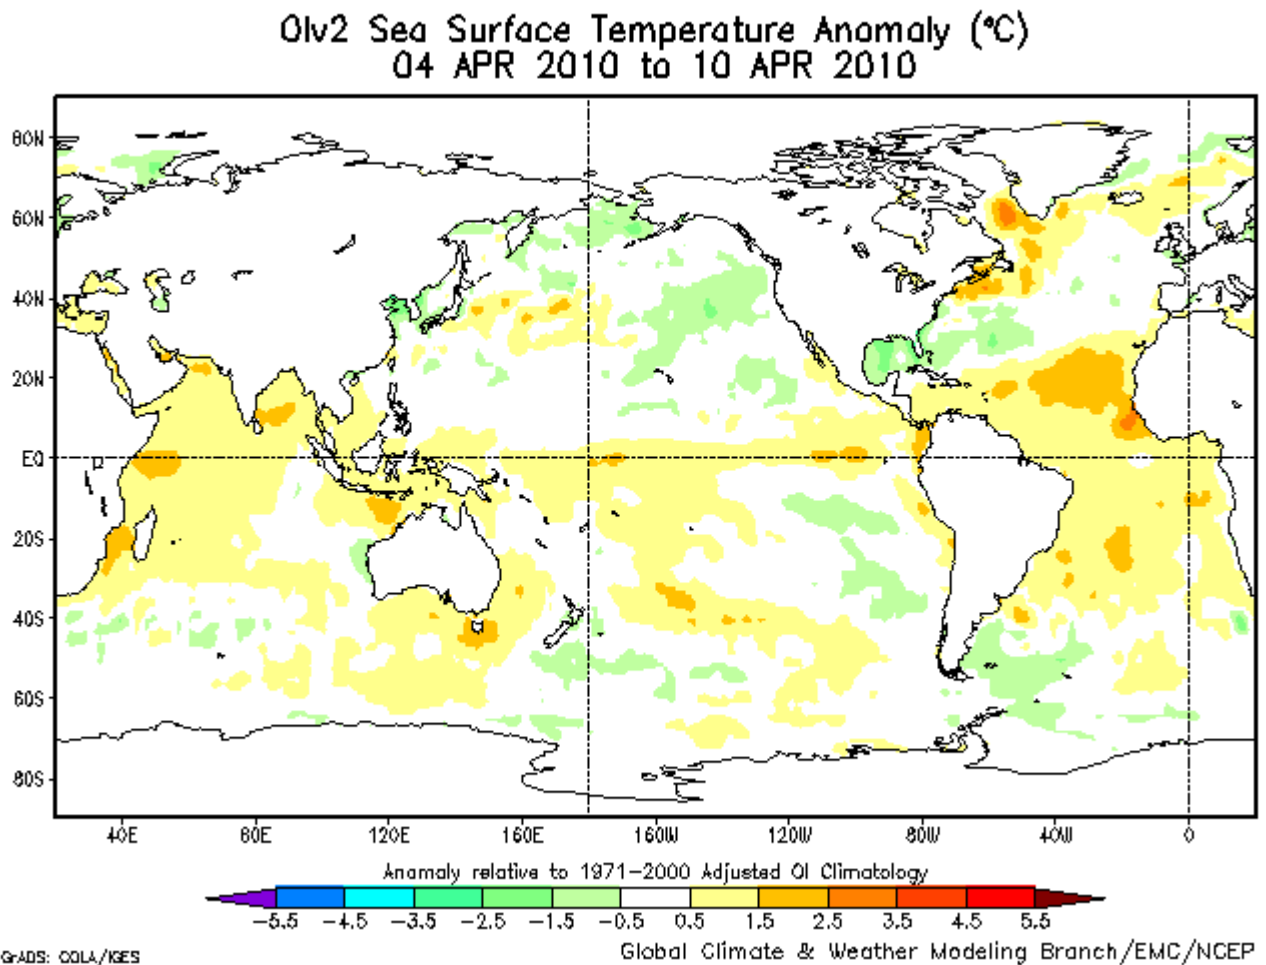 OIv2 Sea Surface Temperature Anomaly (°C)
04 APR 2010 to 10 APR 2010
80N
60N
40N
20N
EQ
20S
40S
60S
80S
40E 80E 120E 160E 160W 120W 80W 40W 0
Anomaly relative to 1971-2000 Adjusted OI Climatology
-5.5 -4.5 -3.5 -2.5 -1.5 -0.5 0.5 1.5 2.5 3.5 4.5 5.5
Global Climate & Weather Modeling Branch/EMC/NCEP
GrADS: COLA/IGES